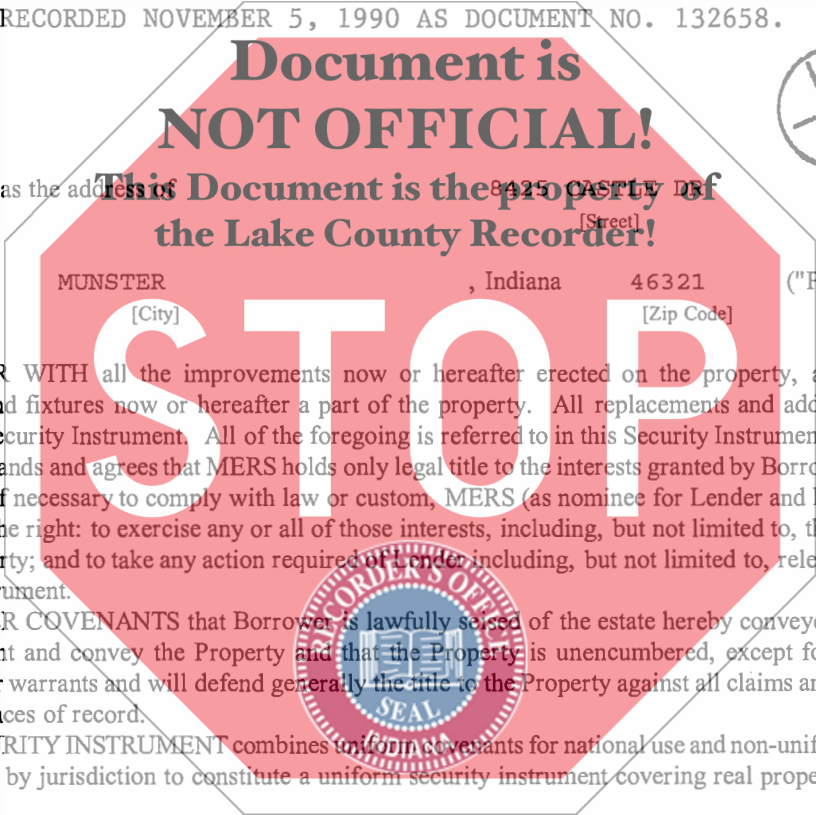 RECORDED NOVEMBER 5, 1990 AS DOCUMENT NO. 132658.
Document is
NOT OFFICIAL!
This Document is the property of
as the address of 8425 CASTLE DR
[Street]
the Lake County Recorder!
MUNSTER , Indiana 46321 ("P
[City] [Zip Code]
STOP
R WITH all the improvements now or hereafter erected on the property, a
d fixtures now or hereafter a part of the property. All replacements and add
ecurity Instrument. All of the foregoing is referred to in this Security Instrumen
ands and agrees that MERS holds only legal title to the interests granted by Borro
f necessary to comply with law or custom, MERS (as nominee for Lender and l
he right: to exercise any or all of those interests, including, but not limited to, th
rty; and to take any action required of Lender including, but not limited to, rele
rument.
R COVENANTS that Borrower is lawfully seised of the estate hereby conveye
nt and convey the Property and that the Property is unencumbered, except fo
r warrants and will defend generally the title to the Property against all claims an
nces of record.
RITY INSTRUMENT combines uniform covenants for national use and non-unif
by jurisdiction to constitute a uniform security instrument covering real prope
RECORDER'S OFFICE
SEAL
INDIANA